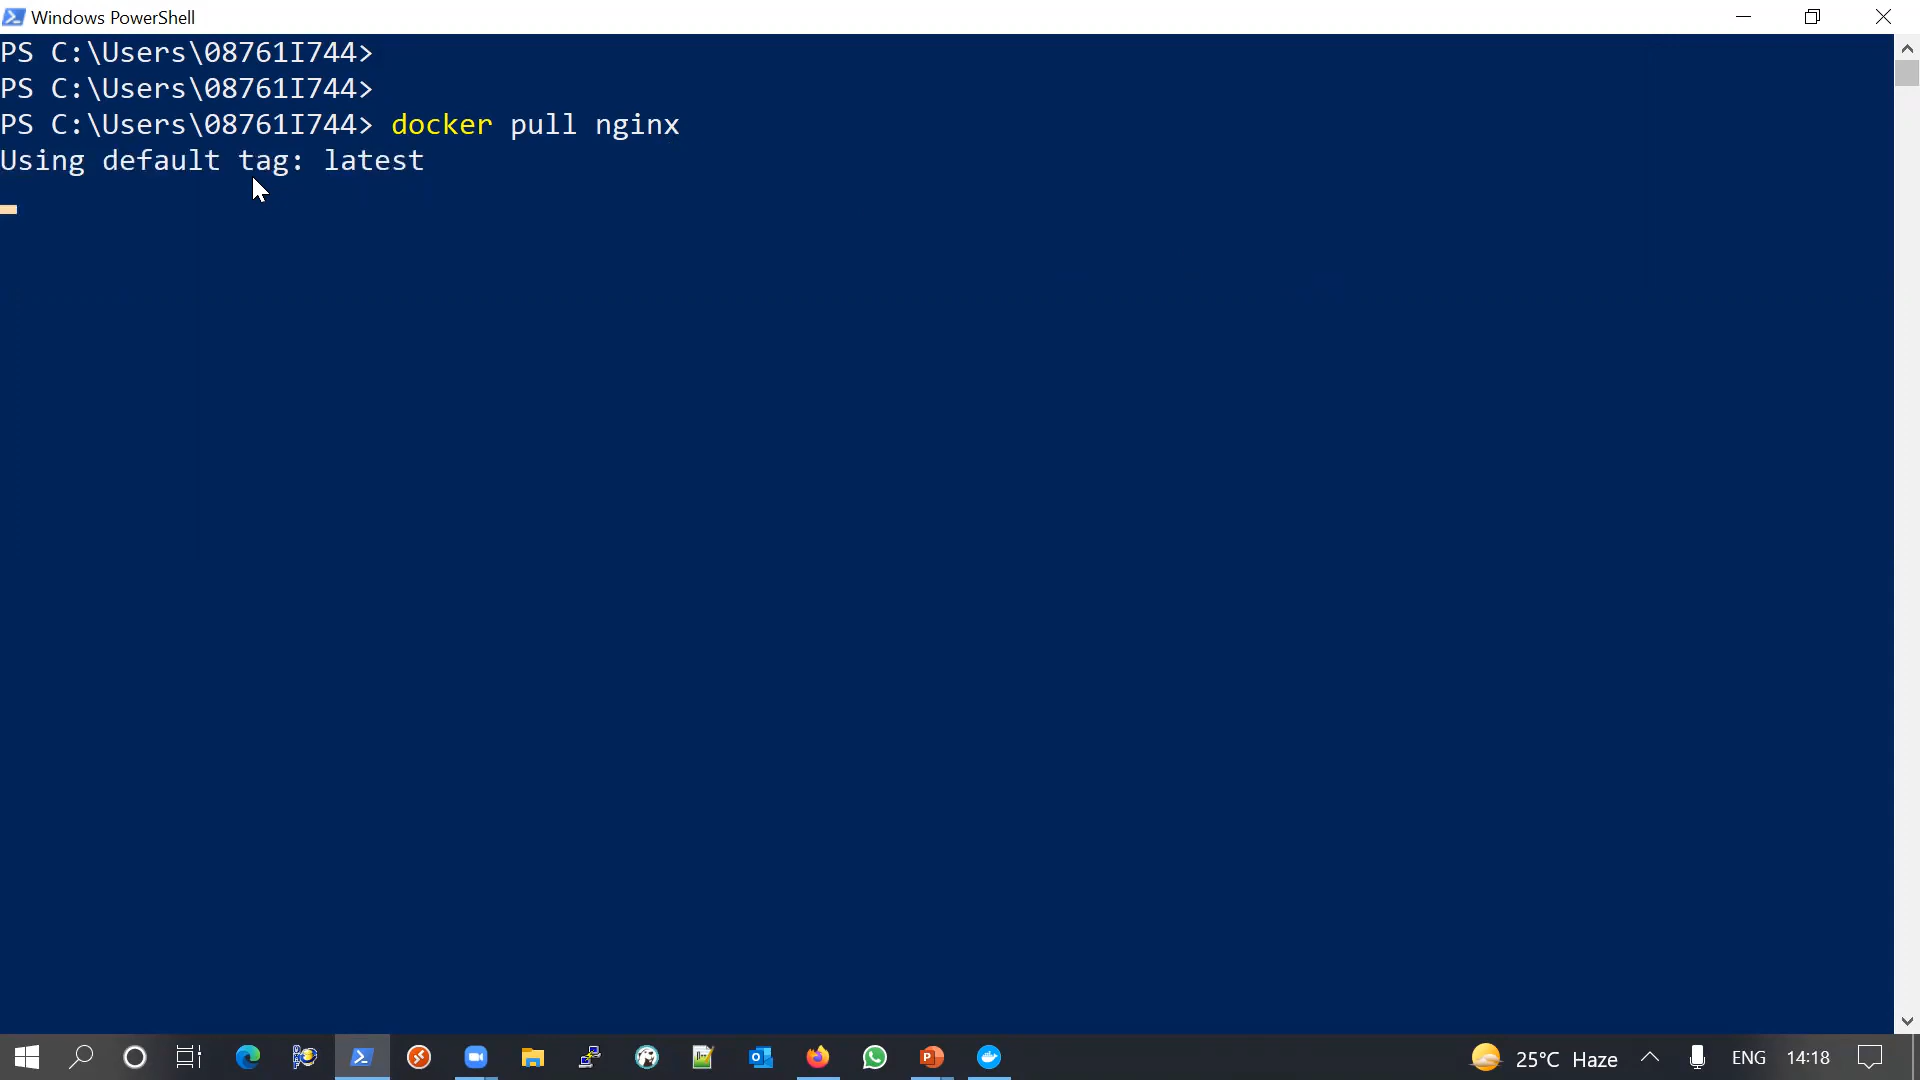 Windows PowerShell
PS C:\Users\08761I744>
PS C:\Users\08761I744>
PS C:\Users\08761I744> docker pull nginx
Using default tag: latest
25°C Haze
ENG
14:18